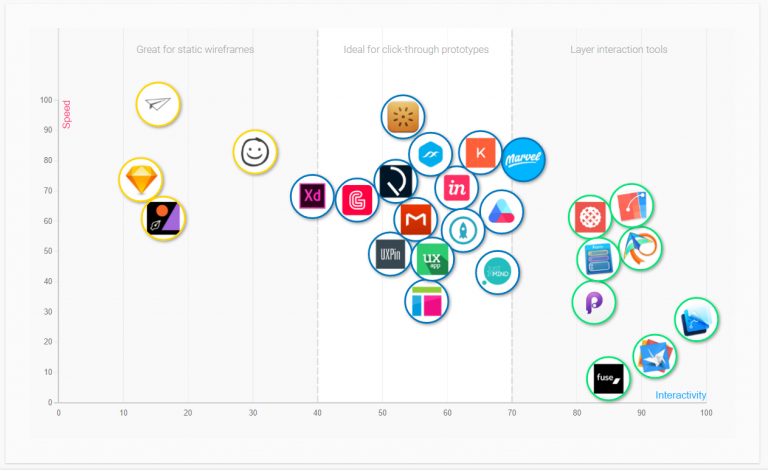 Great for static wireframes
Ideal for click-through prototypes
Layer interaction tools
Speed
100
90
80
70
60
50
40
30
20
10
0
Xd
K
Marvel
in
UXPin
ux
app
MIND
fuse
Interactivity
0
10
20
30
40
50
60
70
80
90
100